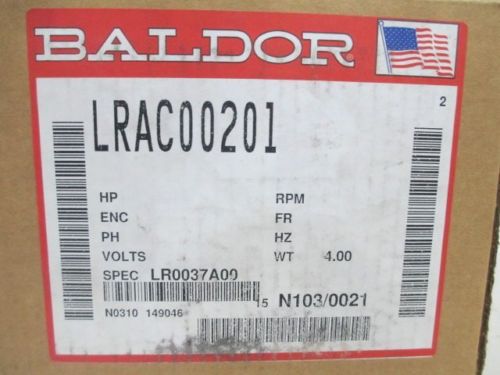 BALDOR
2
LRAC00201
HP RPM
ENC FR
PH HZ
VOLTS WT 4.00
SPEC LR0037A00
15 N103/0021
N0310 149046